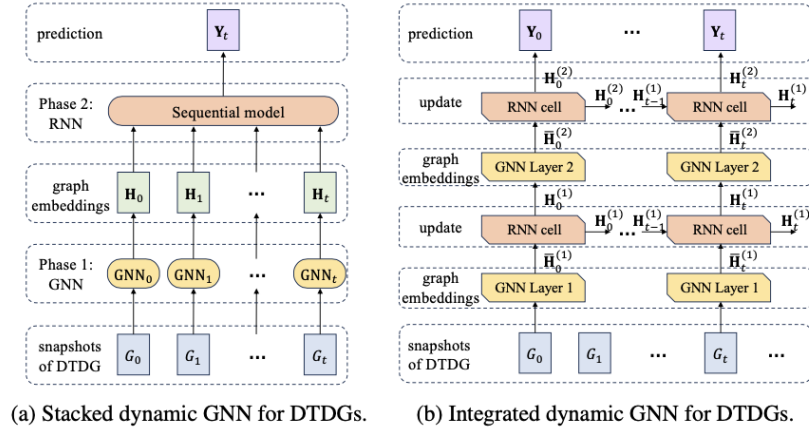 prediction
Y_t
Phase 2:
RNN
Sequential model
graph
embeddings
H_0 H_1 ... H_t
Phase 1:
GNN
GNN_0 GNN_1 ... GNN_t
snapshots
of DTDG
G_0 G_1 ... G_t
(a) Stacked dynamic GNN for DTDGs.
prediction
Y_0 ... Y_t
H_0^(2) H_t^(2)
update
RNN cell H_0^(2) ... H_{t-1}^(1) RNN cell H_t^(1)
H̄_0^(2) H̄_t^(2)
graph
embeddings
GNN Layer 2 GNN Layer 2
H_0^(1) H_t^(1)
update
RNN cell H_0^(1) ... H_{t-1}^(1) RNN cell H_t^(1)
H̄_0^(1) H̄_t^(1)
graph
embeddings
GNN Layer 1 GNN Layer 1
snapshots
of DTDG
G_0 G_1 ... G_t ...
(b) Integrated dynamic GNN for DTDGs.